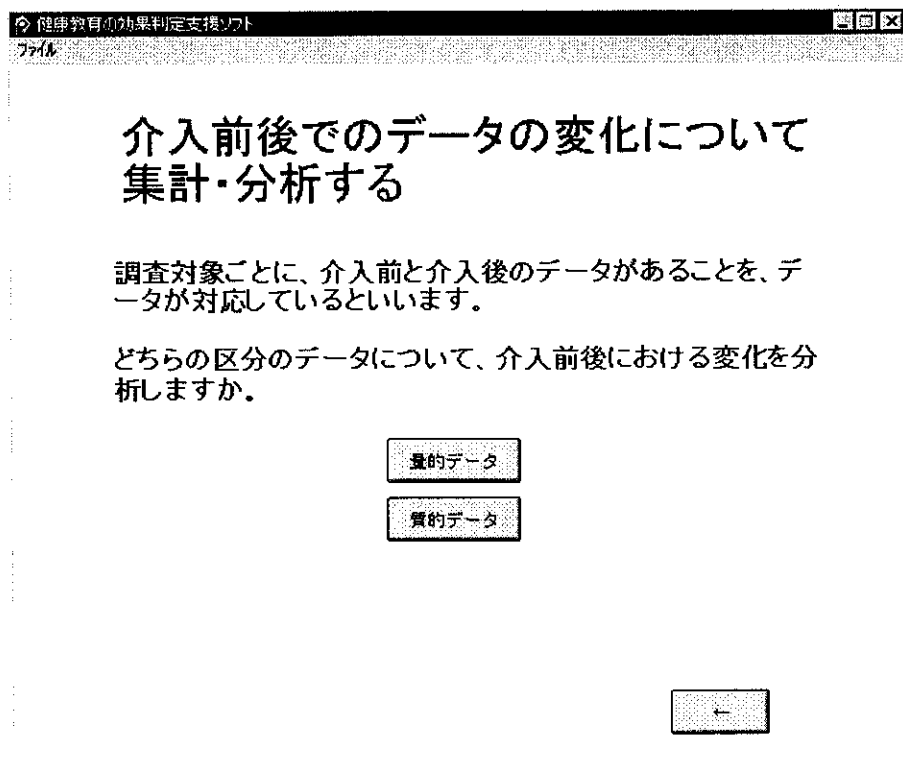 健康教育の効果判定支援ソフト
ファイル
介入前後でのデータの変化について
集計・分析する
調査対象ごとに、介入前と介入後のデータがあることを、デ
ータが対応しているといいます。
どちらの区分のデータについて、介入前後における変化を分
析しますか。
量的データ
質的データ
←